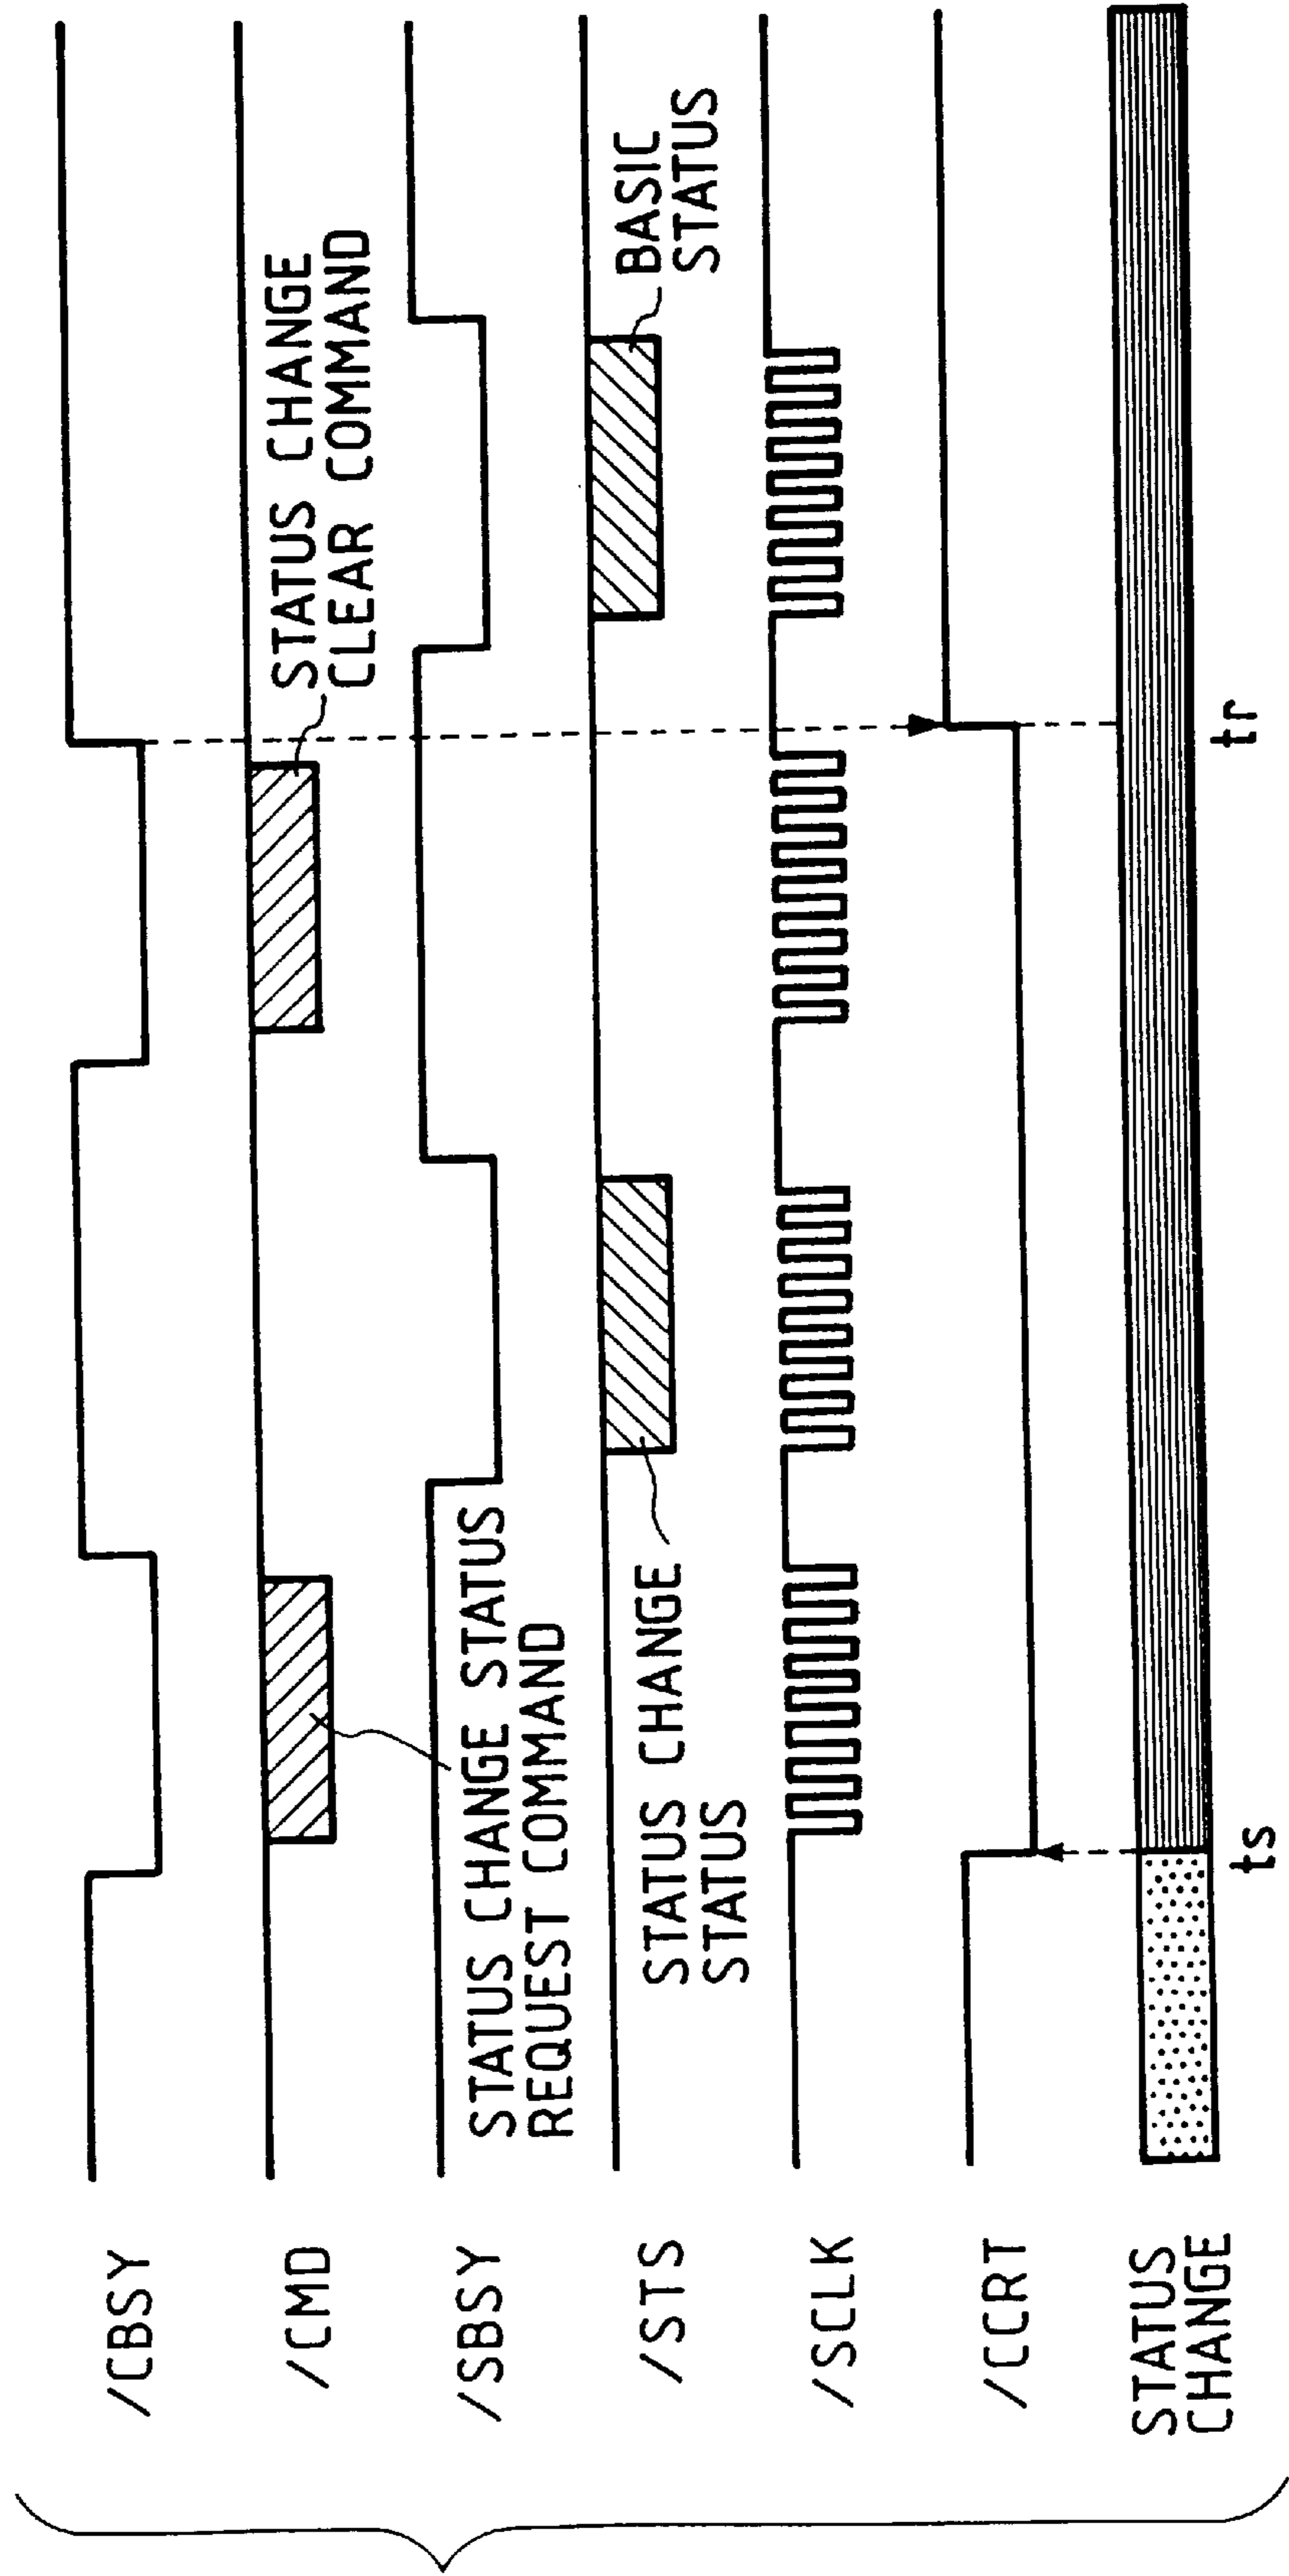 /CBSY
/CMD
STATUS CHANGE
CLEAR COMMAND
/SBSY
STATUS CHANGE STATUS
REQUEST COMMAND
/STS
BASIC
STATUS
STATUS CHANGE
STATUS
/SCLK
/CCRT
STATUS
CHANGE
ts
tr